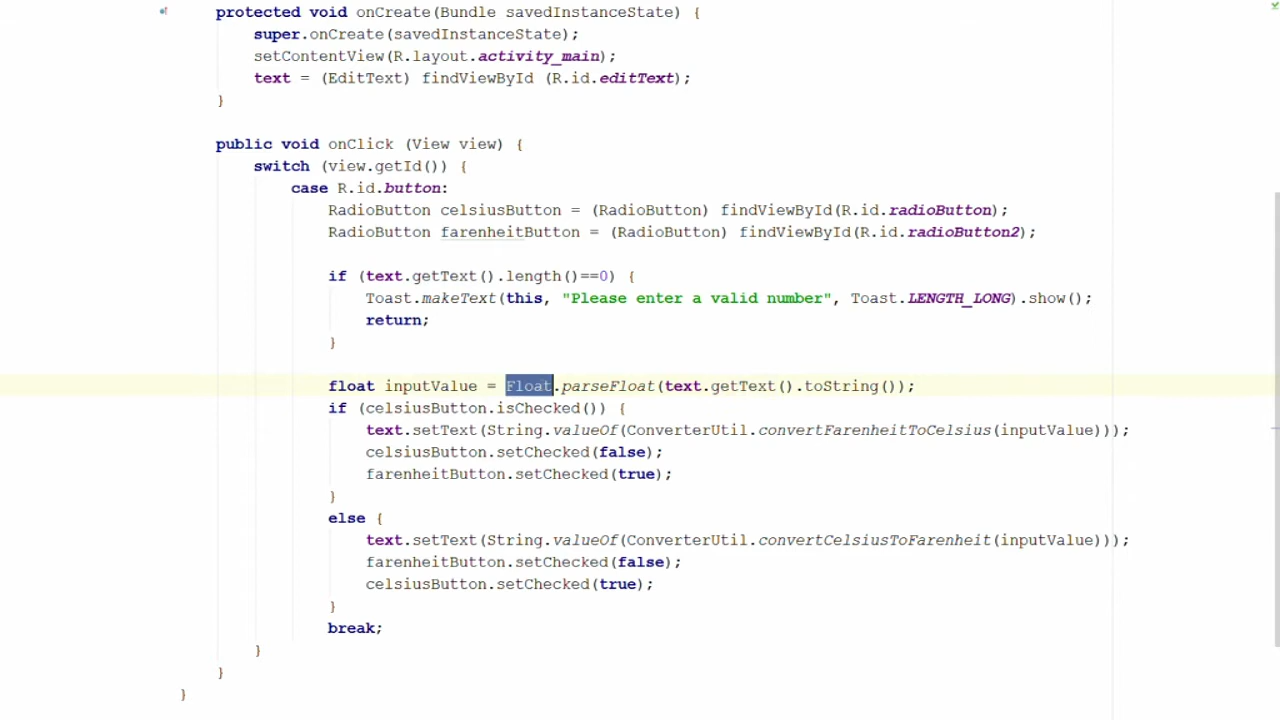 protected void onCreate(Bundle savedInstanceState) {
super.onCreate(savedInstanceState);
setContentView(R.layout.activity_main);
text = (EditText) findViewById (R.id.editText);
}
public void onClick (View view) {
switch (view.getId()) {
case R.id.button:
RadioButton celsiusButton = (RadioButton) findViewById(R.id.radioButton);
RadioButton farenheitButton = (RadioButton) findViewById(R.id.radioButton2);
if (text.getText().length()==0) {
Toast.makeText(this, "Please enter a valid number", Toast.LENGTH_LONG).show();
return;
}
float inputValue = Float.parseFloat(text.getText().toString());
if (celsiusButton.isChecked()) {
text.setText(String.valueOf(ConverterUtil.convertFarenheitToCelsius(inputValue)));
celsiusButton.setChecked(false);
farenheitButton.setChecked(true);
}
else {
text.setText(String.valueOf(ConverterUtil.convertCelsiusToFarenheit(inputValue)));
farenheitButton.setChecked(false);
celsiusButton.setChecked(true);
}
break;
}
}
}